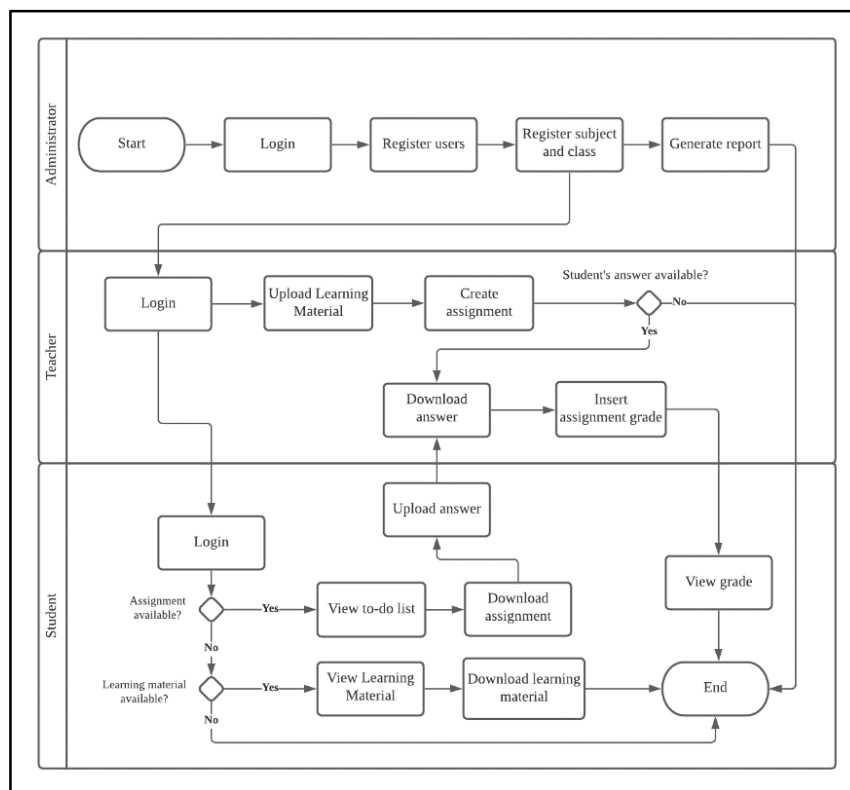 Administrator
Start
Login
Register users
Register subject
and class
Generate report
Teacher
Student's answer available?
Login
Upload Learning
Material
Create
assignment
No
Yes
Download
answer
Insert
assignment grade
Student
Upload answer
Login
View grade
Assignment
available?
Yes
View to-do list
Download
assignment
No
Learning material
available?
Yes
View Learning
Material
Download learning
material
End
No